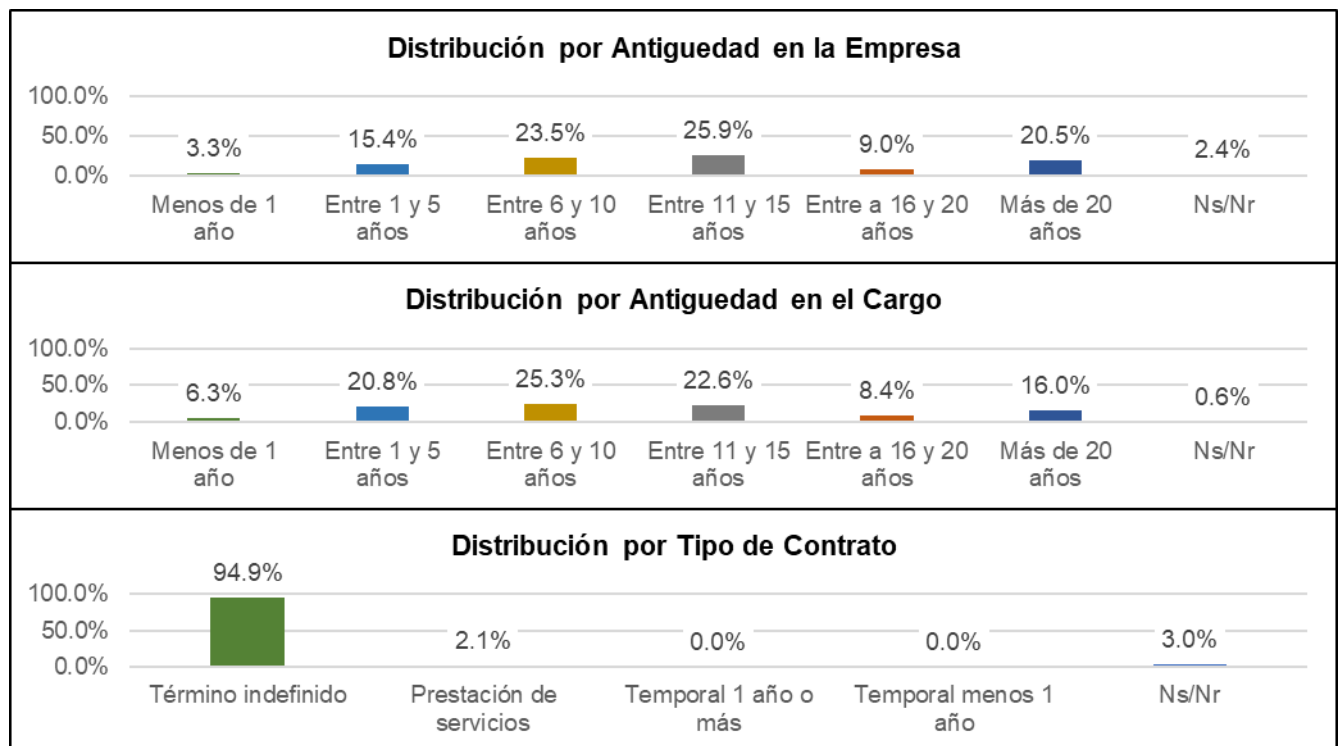 Distribución por Antiguedad en la Empresa
100.0%
50.0%
0.0%
3.3%
15.4%
23.5%
25.9%
9.0%
20.5%
2.4%
Menos de 1
año
Entre 1 y 5
años
Entre 6 y 10
años
Entre 11 y 15
años
Entre a 16 y 20
años
Más de 20
años
Ns/Nr
Distribución por Antiguedad en el Cargo
100.0%
50.0%
0.0%
6.3%
20.8%
25.3%
22.6%
8.4%
16.0%
0.6%
Menos de 1
año
Entre 1 y 5
años
Entre 6 y 10
años
Entre 11 y 15
años
Entre a 16 y 20
años
Más de 20
años
Ns/Nr
Distribución por Tipo de Contrato
100.0%
50.0%
0.0%
94.9%
2.1%
0.0%
0.0%
3.0%
Término indefinido
Prestación de
servicios
Temporal 1 año o
más
Temporal menos 1
año
Ns/Nr